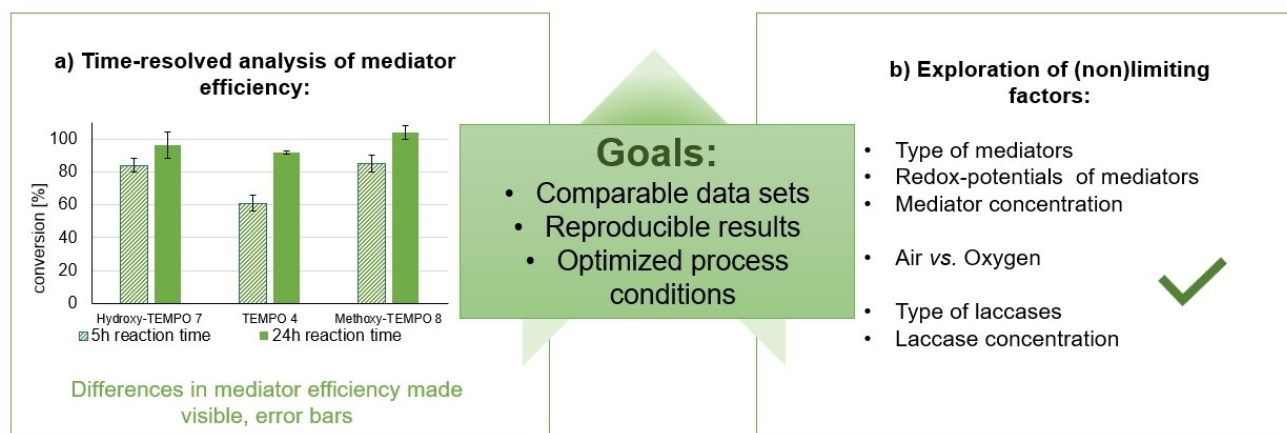 a) Time-resolved analysis of mediator
efficiency:
conversion [%]
100
80
60
40
20
0
Hydroxy-TEMPO 7
TEMPO 4
Methoxy-TEMPO 8
5h reaction time
24h reaction time
Differences in mediator efficiency made
visible, error bars
Goals:
• Comparable data sets
• Reproducible results
• Optimized process
conditions
b) Exploration of (non)limiting
factors:
• Type of mediators
• Redox-potentials of mediators
• Mediator concentration
• Air vs. Oxygen
• Type of laccases
• Laccase concentration